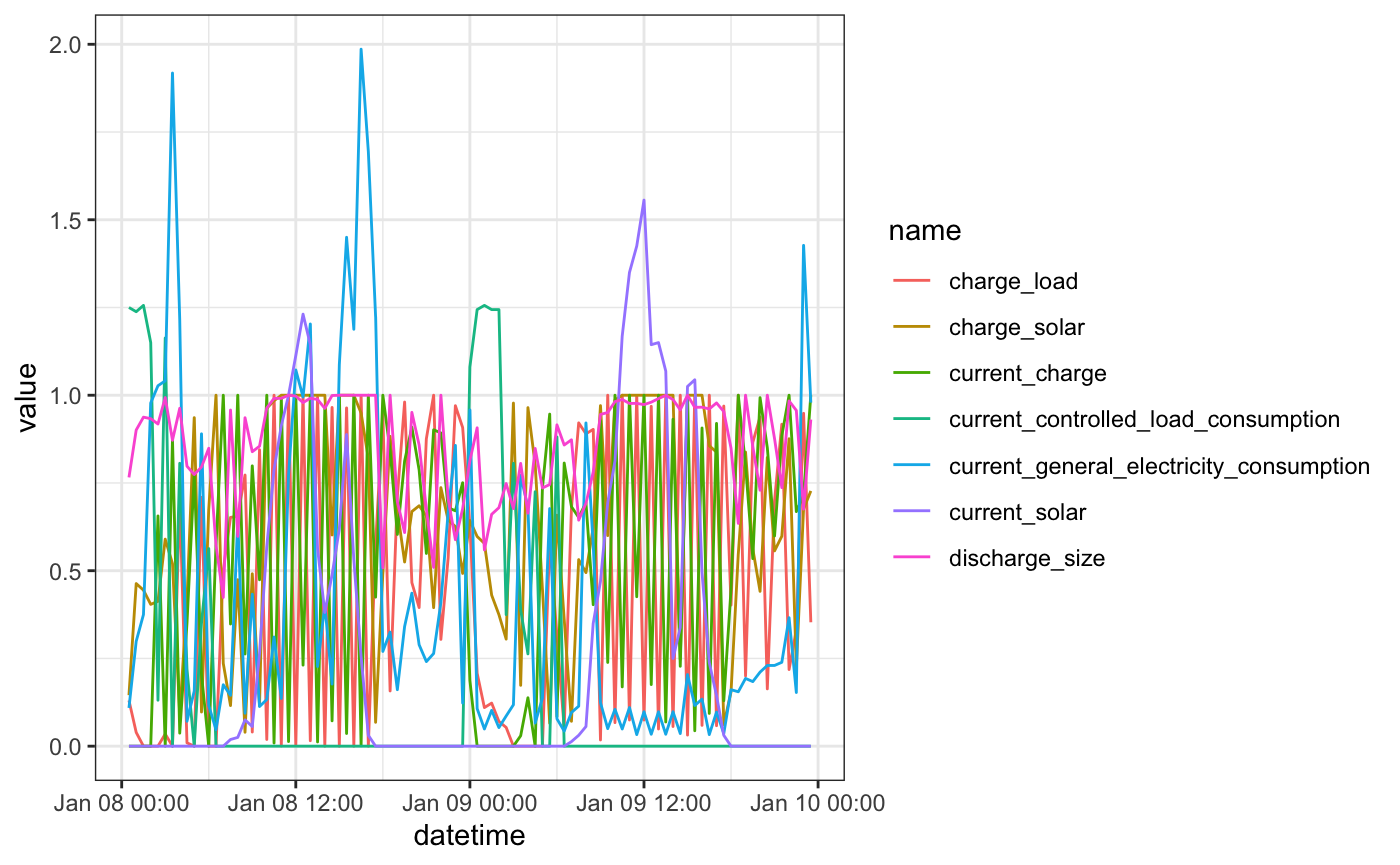 2.0
1.5
1.0
0.5
0.0
value
Jan 08 00:00 Jan 08 12:00 Jan 09 00:00 Jan 09 12:00 Jan 10 00:00
datetime
name
charge_load
charge_solar
current_charge
current_controlled_load_consumption
current_general_electricity_consumption
current_solar
discharge_size